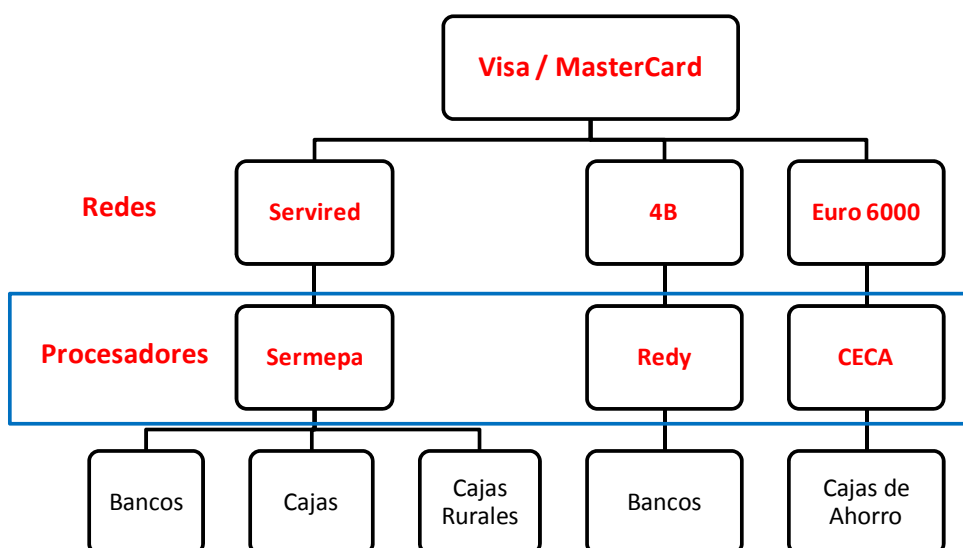 Visa / MasterCard
Redes
Servired
4B
Euro 6000
Procesadores
Sermepa
Redy
CECA
Bancos
Cajas
Cajas
Rurales
Bancos
Cajas de
Ahorro